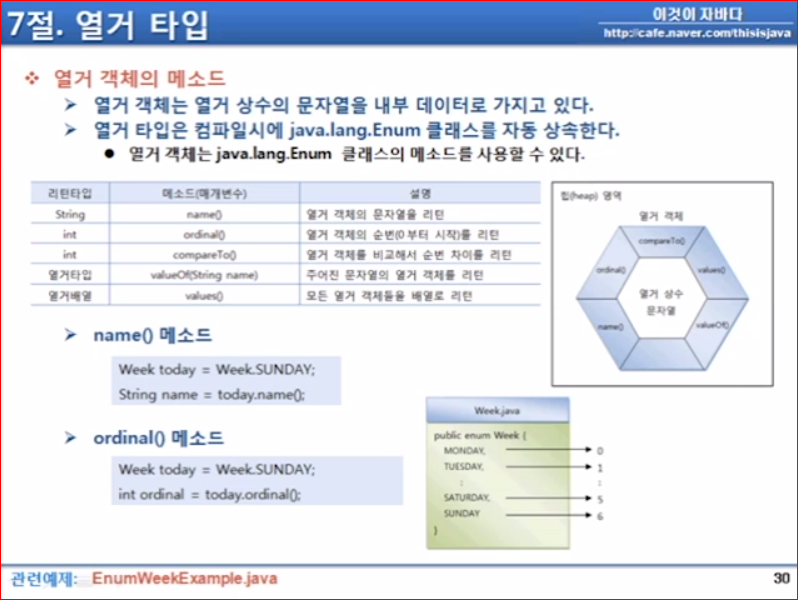 7절. 열거 타입
이것이 자바다
http://cafe.naver.com/thisisjava
❖ 열거 객체의 메소드
➤ 열거 객체는 열거 상수의 문자열을 내부 데이터로 가지고 있다.
➤ 열거 타입은 컴파일시에 java.lang.Enum 클래스를 자동 상속한다.
● 열거 객체는 java.lang.Enum 클래스의 메소드를 사용할 수 있다.
리턴타입 메소드(매개변수) 설명
String name() 열거 객체의 문자열을 리턴
int ordinal() 열거 객체의 순번(0부터 시작)를 리턴
int compareTo() 열거 객체를 비교해서 순번 차이를 리턴
열거타입 valueOf(String name) 주어진 문자열의 열거 객체를 리턴
열거배열 values() 모든 열거 객체들을 배열로 리턴
힙(heap) 영역
열거 객체
compareTo()
ordinal()
values()
열거 상수
문자열
name()
valueOf()
➤ name() 메소드
Week today = Week.SUNDAY;
String name = today.name();
➤ ordinal() 메소드
Week today = Week.SUNDAY;
int ordinal = today.ordinal();
Week.java
public enum Week {
MONDAY, 0
TUESDAY, 1
: :
SATURDAY, 5
SUNDAY 6
}
관련예제: EnumWeekExample.java
30